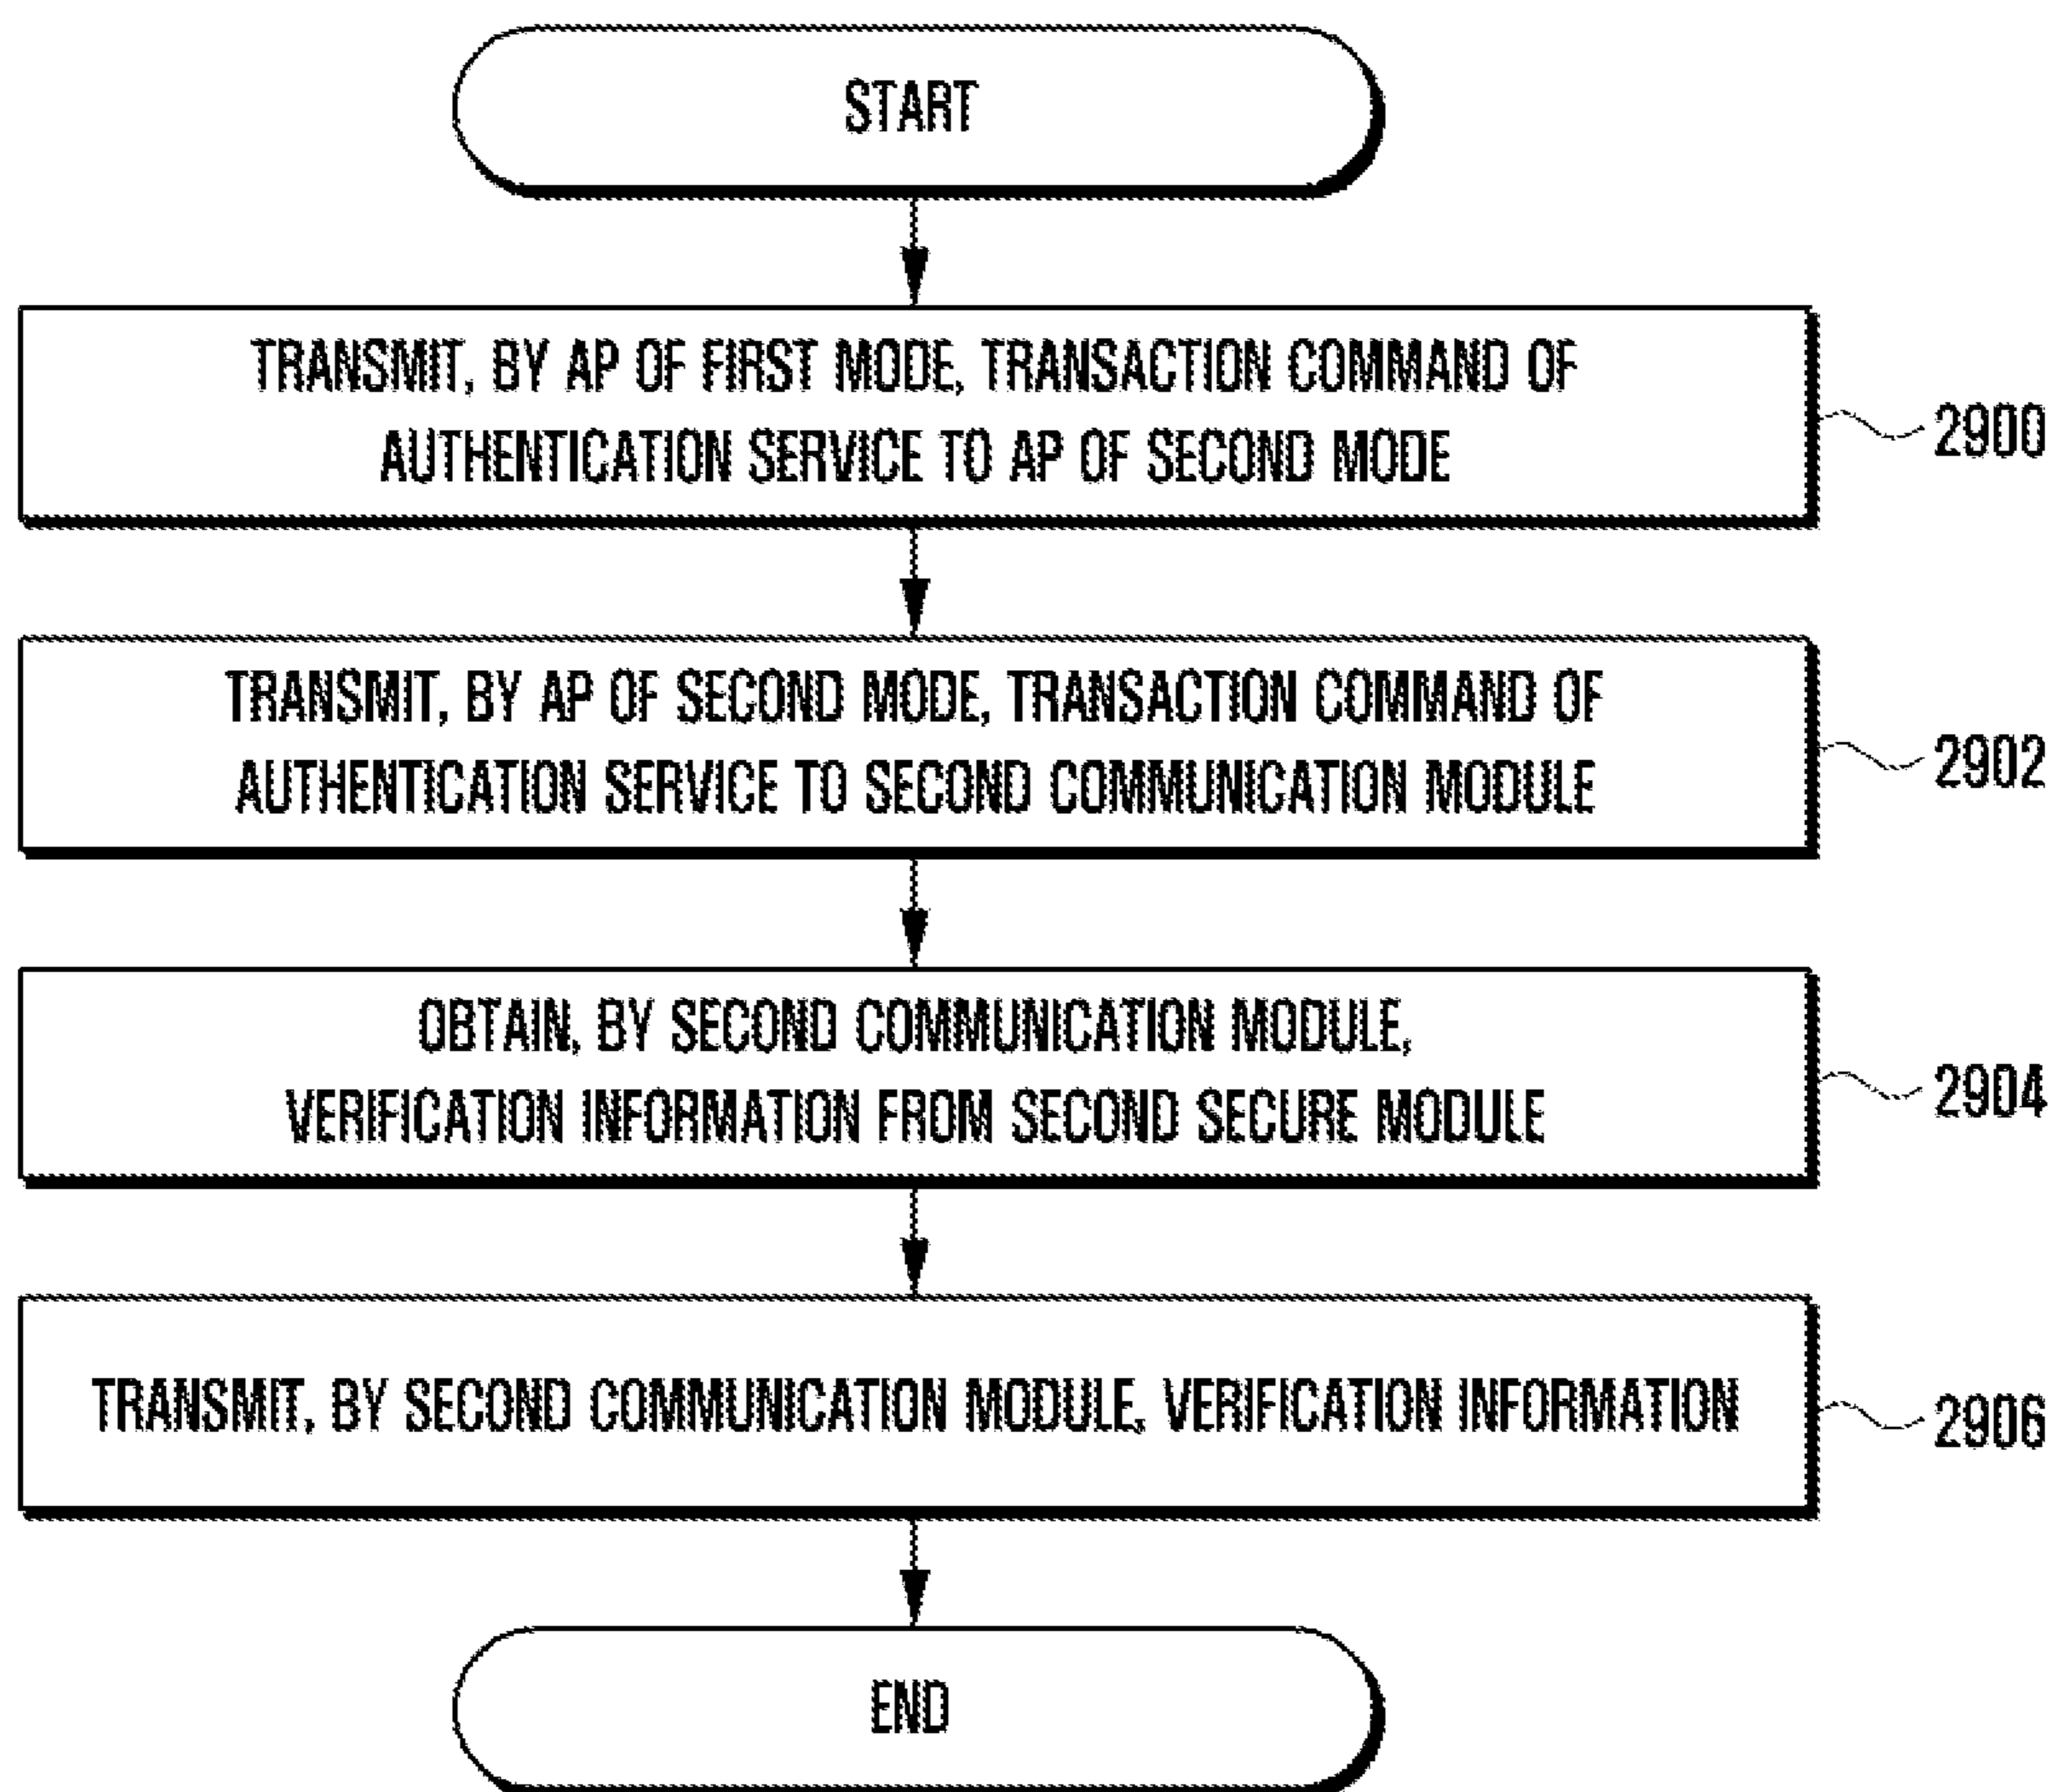 START
TRANSMIT, BY AP OF FIRST MODE, TRANSACTION COMMAND OF
AUTHENTICATION SERVICE TO AP OF SECOND MODE
2900
TRANSMIT, BY AP OF SECOND MODE, TRANSACTION COMMAND OF
AUTHENTICATION SERVICE TO SECOND COMMUNICATION MODULE
2902
OBTAIN, BY SECOND COMMUNICATION MODULE,
VERIFICATION INFORMATION FROM SECOND SECURE MODULE
2904
TRANSMIT, BY SECOND COMMUNICATION MODULE, VERIFICATION INFORMATION
2906
END